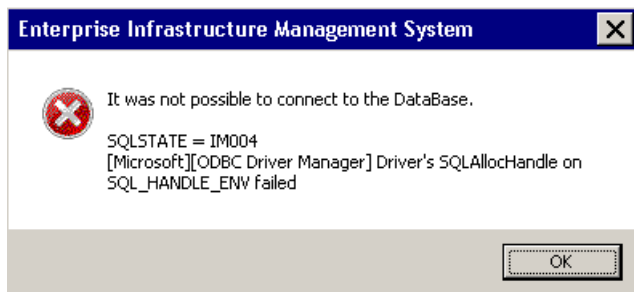 Enterprise Infrastructure Management System
It was not possible to connect to the DataBase.
SQLSTATE = IM004
[Microsoft][ODBC Driver Manager] Driver's SQLAllocHandle on
SQL_HANDLE_ENV failed
OK